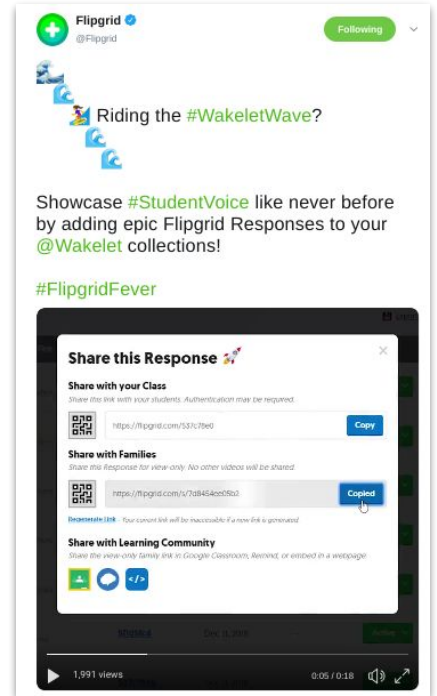 Flipgrid
@Flipgrid
Following
Riding the #WakeletWave?
Showcase #StudentVoice like never before
by adding epic Flipgrid Responses to your
@Wakelet collections!
#FlipgridFever
Share this Response
Share with your Class
Share this link with your students. Authentication may be required.
https://flipgrid.com/537c78e0
Copy
Share with Families
Share this Response for view-only. No other videos will be shared.
https://flipgrid.com/s/7d8454ee05b2
Copied
Regenerate Link - Your current link will be inaccessible if a new link is generated.
Share with Learning Community
Share the view-only family link in Google Classroom, Remind, or embed in a webpage.
</>
1,991 views
0:05 / 0:18